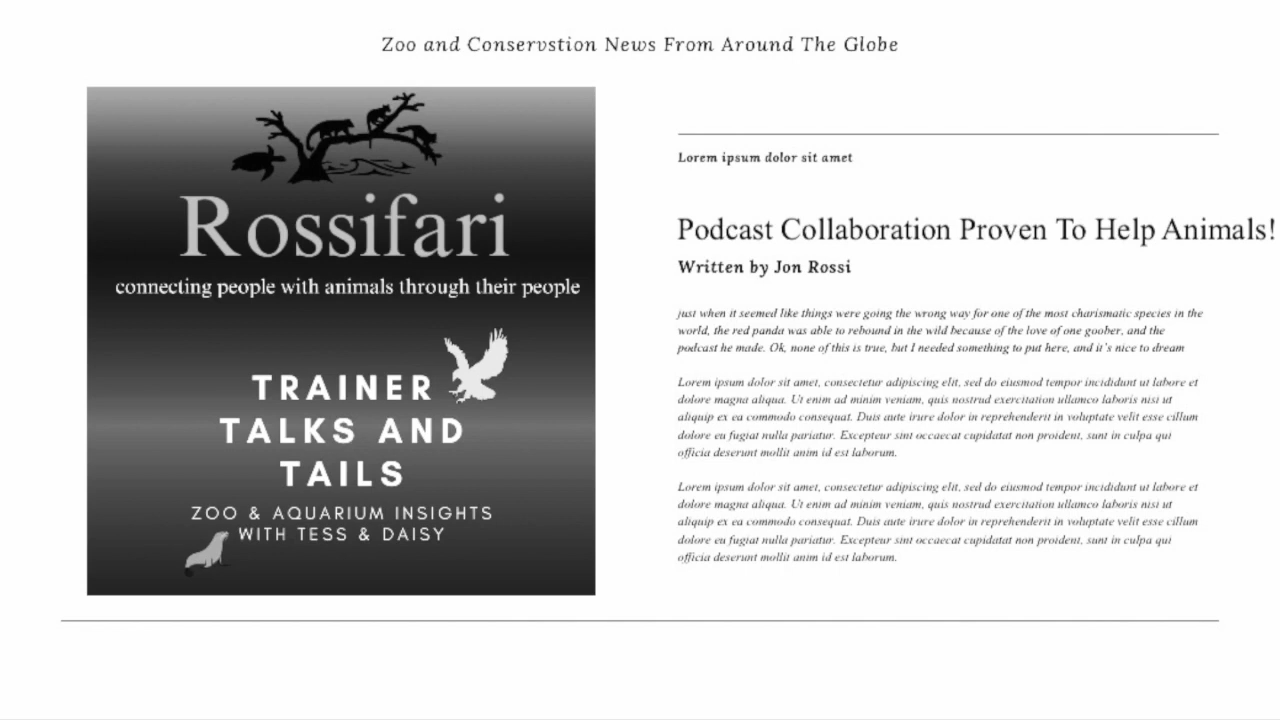 Zoo and Conservstion News From Around The Globe
Rossifari
connecting people with animals through their people
TRAINER
TALKS AND
TAILS
ZOO & AQUARIUM INSIGHTS
WITH TESS & DAISY
Lorem ipsum dolor sit amet
Podcast Collaboration Proven To Help Animals!
Written by Jon Rossi
just when it seemed like things were going the wrong way for one of the most charismatic species in the
world, the red panda was able to rebound in the wild because of the love of one goober, and the
podcast he made. Ok, none of this is true, but I needed something to put here, and it's nice to dream
Lorem ipsum dolor sit amet, consectetur adipiscing elit, sed do eiusmod tempor incididunt ut labore et
dolore magna aliqua. Ut enim ad minim veniam, quis nostrud exercitation ullamco laboris nisi ut
aliquip ex ea commodo consequat. Duis aute irure dolor in reprehenderit in voluptate velit esse cillum
dolore eu fugiat nulla pariatur. Excepteur sint occaecat cupidatat non proident, sunt in culpa qui
officia deserunt mollit anim id est laborum.
Lorem ipsum dolor sit amet, consectetur adipiscing elit, sed do eiusmod tempor incididunt ut labore et
dolore magna aliqua. Ut enim ad minim veniam, quis nostrud exercitation ullamco laboris nisi ut
aliquip ex ea commodo consequat. Duis aute irure dolor in reprehenderit in voluptate velit esse cillum
dolore eu fugiat nulla pariatur. Excepteur sint occaecat cupidatat non proident, sunt in culpa qui
officia deserunt mollit anim id est laborum.